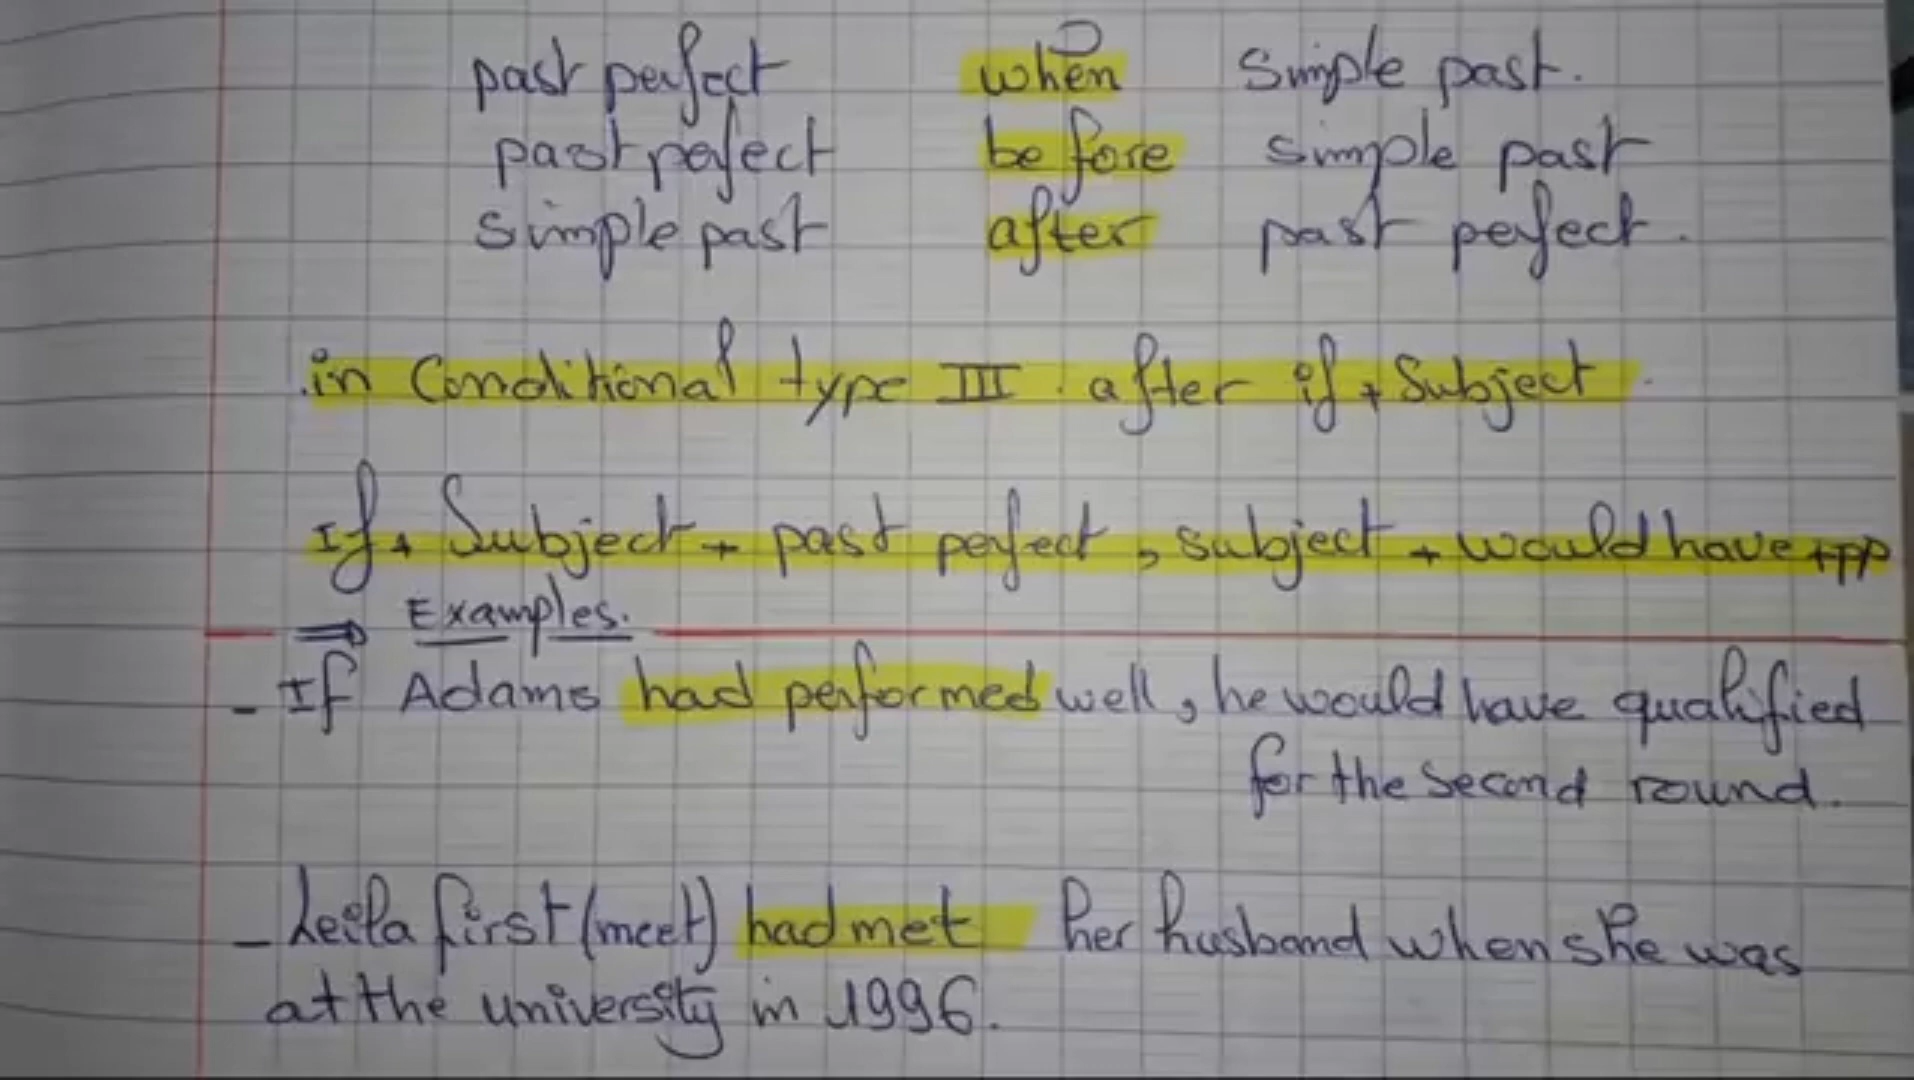 past perfect when simple past.
past perfect before simple past
simple past after past perfect.
.in Conditional type III. after if + Subject.
If + Subject + past perfect, subject + would have + pp
⇒ Examples.
- If Adams had performed well, he would have qualified
for the second round.
- Leila first (meet) had met her husband when she was
at the university in 1996.